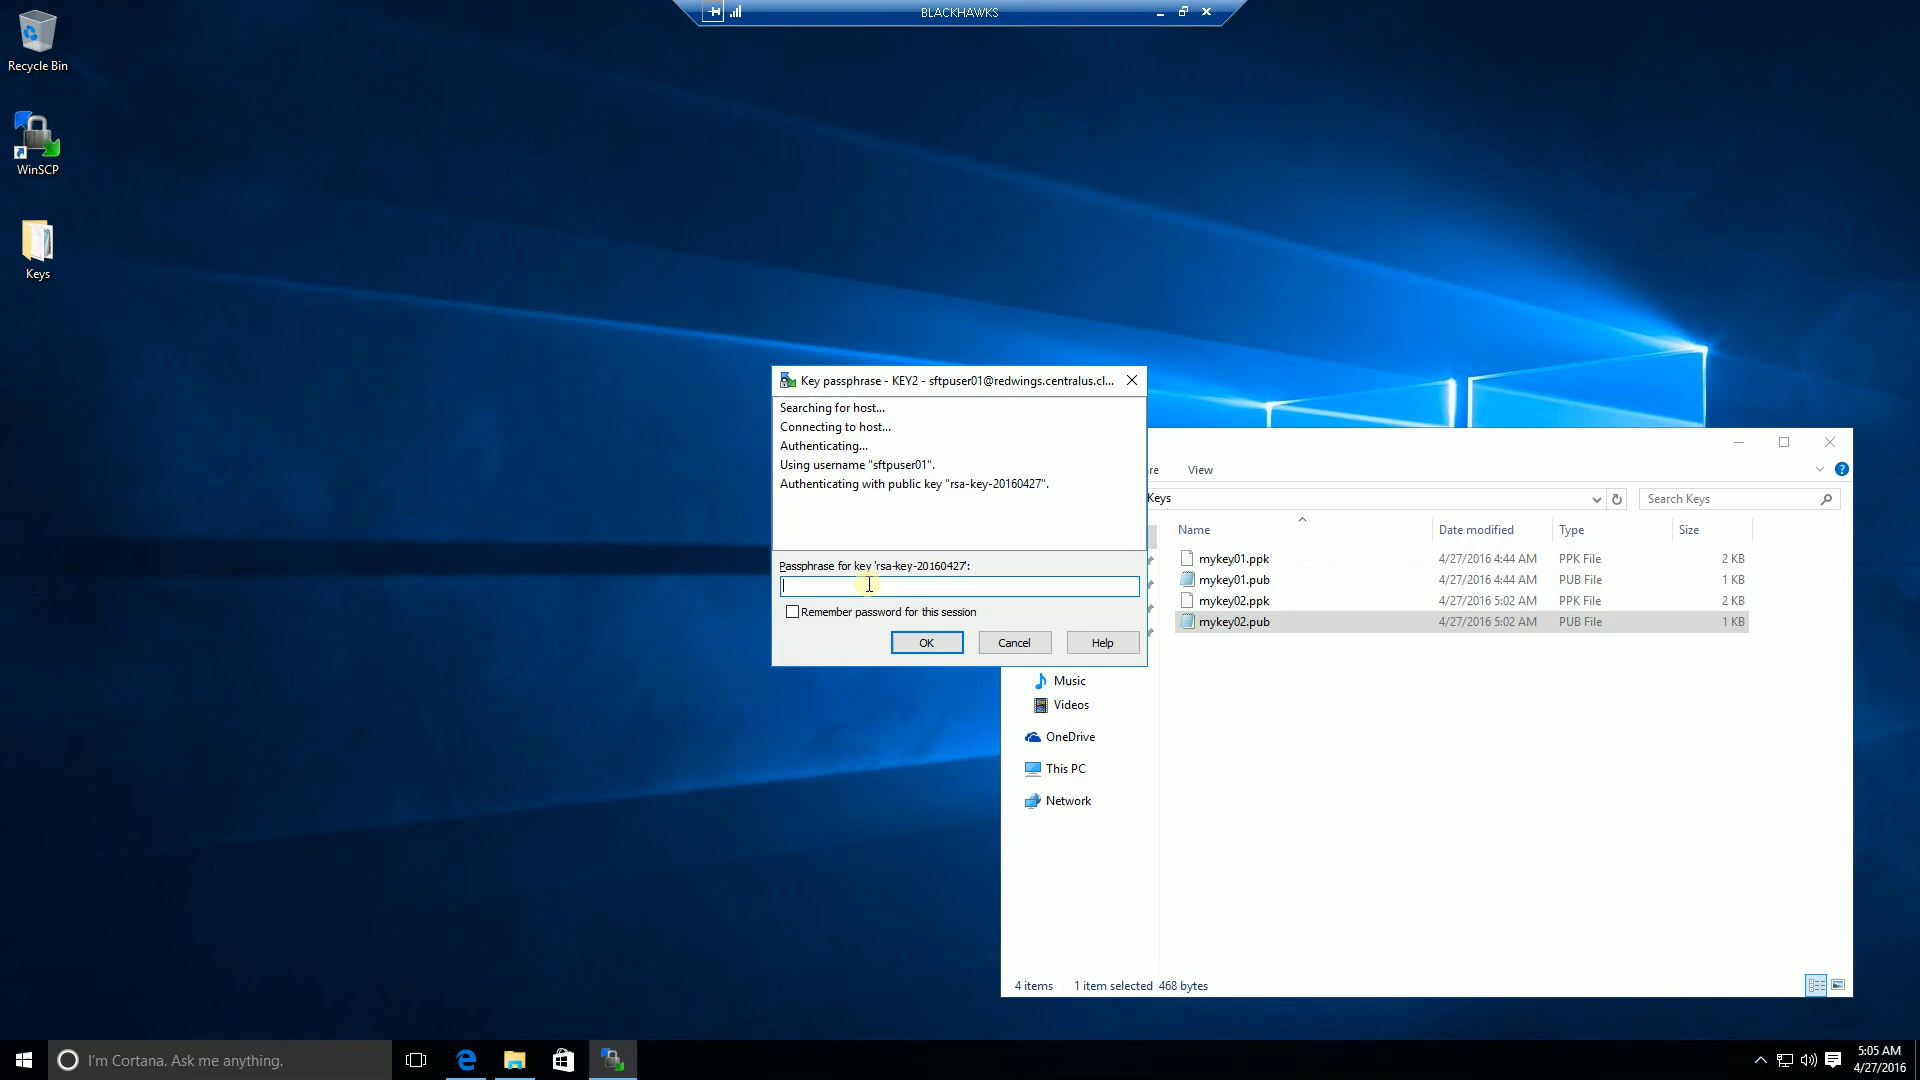 BLACKHAWKS
Recycle Bin
WinSCP
Keys
Key passphrase - KEY2 - sftpuser01@redwings.centralus.cl...
Searching for host...
Connecting to host...
Authenticating...
Using username "sftpuser01".
Authenticating with public key "rsa-key-20160427".
Passphrase for key 'rsa-key-20160427':
Remember password for this session
OK
Cancel
Help
re
View
Keys
Search Keys
Name
Date modified
Type
Size
mykey01.ppk 4/27/2016 4:44 AM PPK File 2 KB
mykey01.pub 4/27/2016 4:44 AM PUB File 1 KB
mykey02.ppk 4/27/2016 5:02 AM PPK File 2 KB
mykey02.pub 4/27/2016 5:02 AM PUB File 1 KB
Music
Videos
OneDrive
This PC
Network
4 items
1 item selected 468 bytes
I'm Cortana. Ask me anything.
5:05 AM
4/27/2016